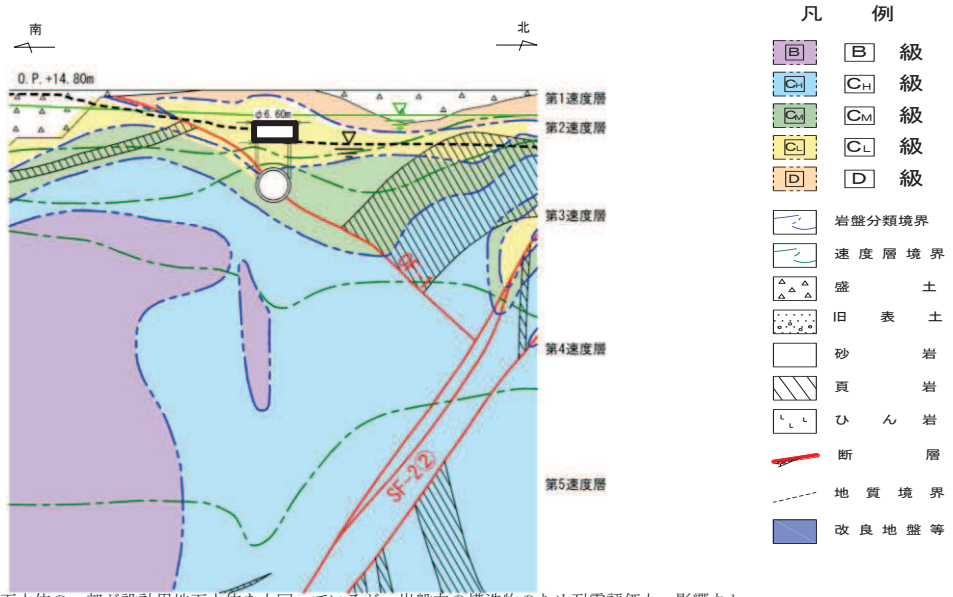 南
北
O.P.+14.80m
φ6.60m
第1速度層
第2速度層
第3速度層
第4速度層
第5速度層
SF-2②
凡 例
B B 級
CH CH 級
CM CM 級
CL CL 級
D D 級
岩盤分類境界
速度層境界
盛土
旧表土
砂岩
頁岩
ひん岩
断層
地質境界
改良地盤等